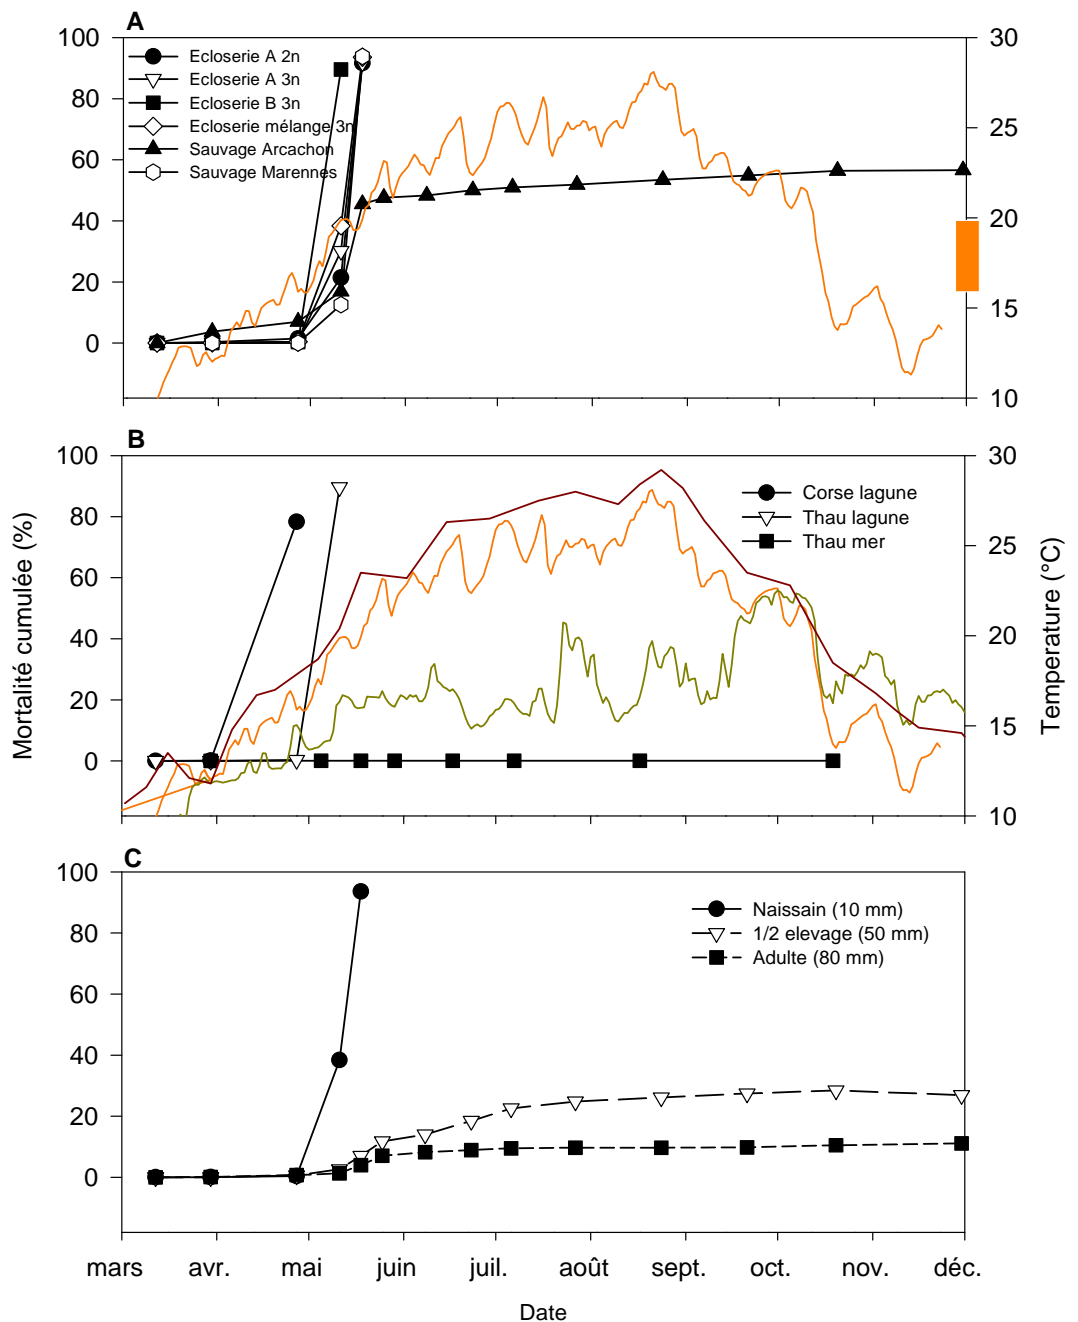 A
100
80
60
40
20
0
30
25
20
15
10
Ecloserie A 2n
Ecloserie A 3n
Ecloserie B 3n
Ecloserie mélange 3n
Sauvage Arcachon
Sauvage Marennes
B
100
80
60
40
20
0
30
25
20
15
10
Corse lagune
Thau lagune
Thau mer
Mortalité cumulée (%)
Temperature (°C)
C
100
80
60
40
20
0
Naissain (10 mm)
1/2 elevage (50 mm)
Adulte (80 mm)
mars avr. mai juin juil. août sept. oct. nov. déc.
Date